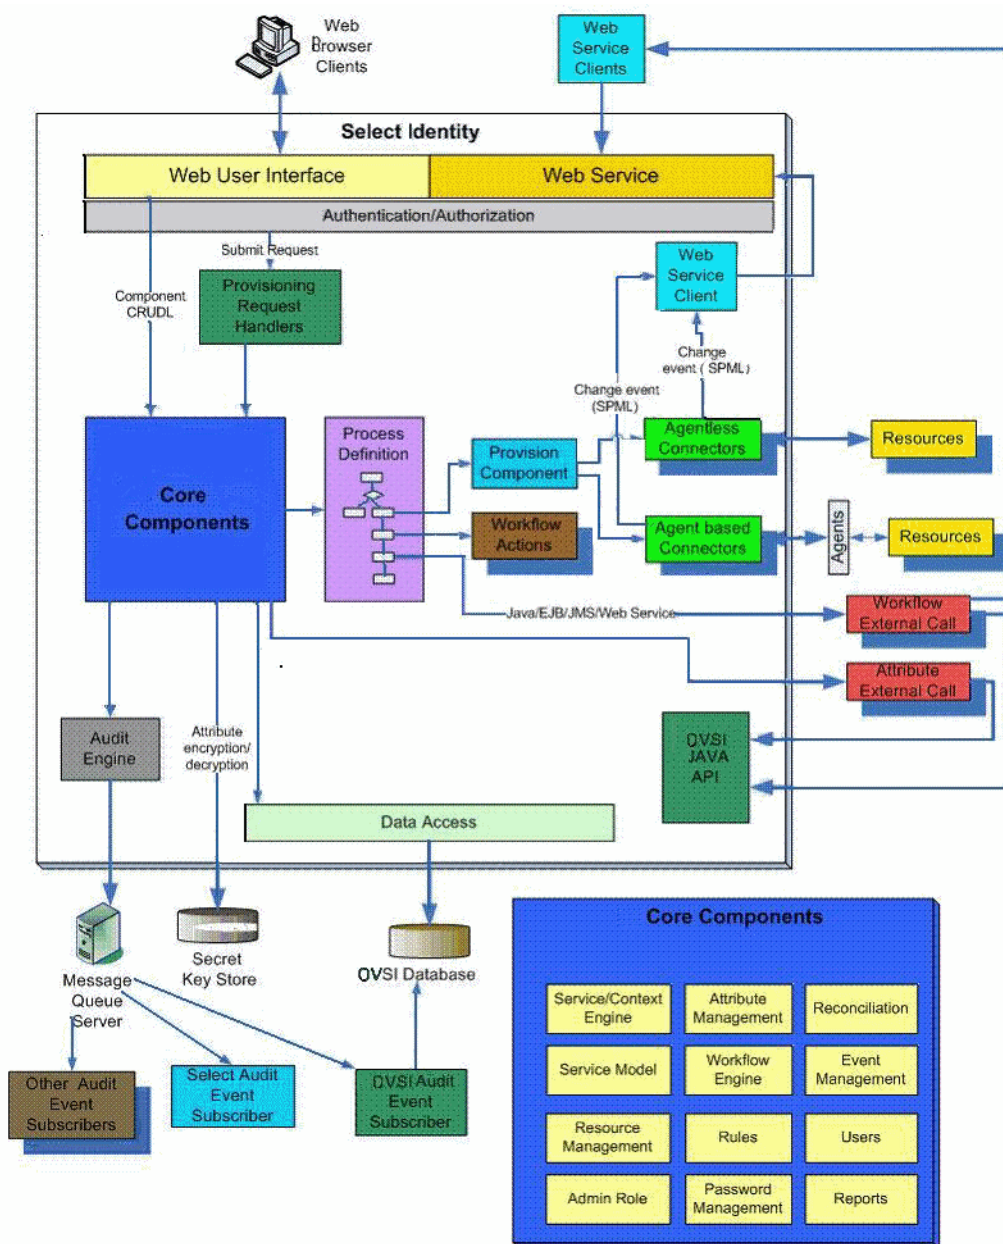 Web
Browser
Clients
Web
Service
Clients
Select Identity
Web User Interface
Web Service
Authentication/Authorization
Submit Request
Component
CRUDL
Provisioning
Request
Handlers
Web
Service
Client
Change
event ( SPML)
Change event
(SPML)
Core
Components
Process
Definition
Provision
Component
Workflow
Actions
Agentless
Connectors
Agent based
Connectors
Resources
Agents
Resources
Java/EJB/JMS/Web Service
Workflow
External Call
Attribute
External Call
Audit
Engine
Attribute
encryption/
decryption
OVSI
JAVA
API
Data Access
Message
Queue
Server
Secret
Key Store
OVSI Database
Other Audit
Event
Subscribers
Select Audit
Event
Subscriber
OVSI Audit
Event
Subscriber
Core Components
Service/Context
Engine
Attribute
Management
Reconciliation
Service Model
Workflow
Engine
Event
Management
Resource
Management
Rules
Users
Admin Role
Password
Management
Reports